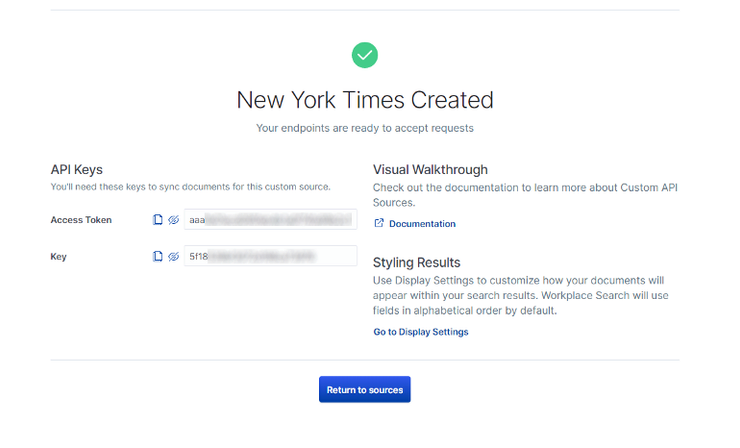 New York Times Created
Your endpoints are ready to accept requests
API Keys
You'll need these keys to sync documents for this custom source.
Access Token
aaa
Key
5f18
Visual Walkthrough
Check out the documentation to learn more about Custom API
Sources.
Documentation
Styling Results
Use Display Settings to customize how your documents will
appear within your search results. Workplace Search will use
fields in alphabetical order by default.
Go to Display Settings
Return to sources